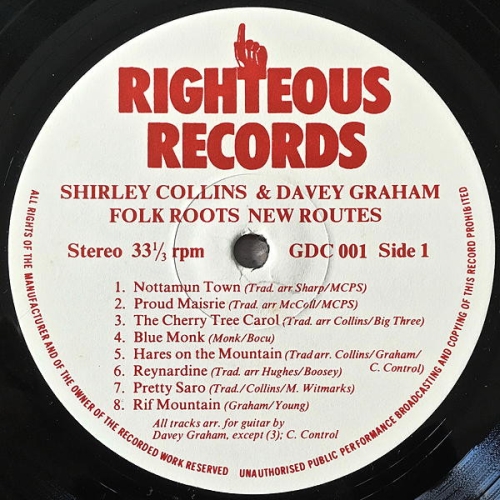 RIGHTEOUS
RECORDS
SHIRLEY COLLINS & DAVEY GRAHAM
FOLK ROOTS NEW ROUTES
Stereo 33⅓ rpm GDC 001 Side 1
1. Nottamun Town (Trad. arr Sharp/MCPS)
2. Proud Maisrie (Trad. arr McColl/MCPS)
3. The Cherry Tree Carol (Trad. arr Collins/Big Three)
4. Blue Monk (Monk/Bocu)
5. Hares on the Mountain (Trad arr. Collins/Graham/
C. Control)
6. Reynardine (Trad. arr Hughes/Boosey)
7. Pretty Saro (Trad./Collins/M. Witmarks)
8. Rif Mountain (Graham/Young)
All tracks arr. for guitar by
Davey Graham, except (3); C. Control
ALL RIGHTS OF THE MANUFACTURER AND OF THE OWNER OF THE RECORDED WORK RESERVED UNAUTHORISED PUBLIC PERFORMANCE BROADCASTING AND COPYING OF THIS RECORD PROHIBITED